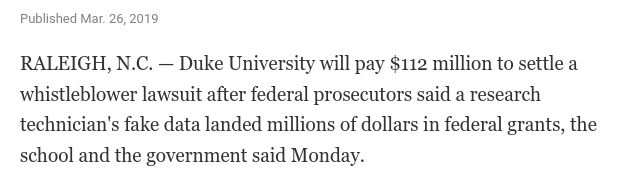 Published Mar. 26, 2019
RALEIGH, N.C. — Duke University will pay $112 million to settle a
whistleblower lawsuit after federal prosecutors said a research
technician's fake data landed millions of dollars in federal grants, the
school and the government said Monday.